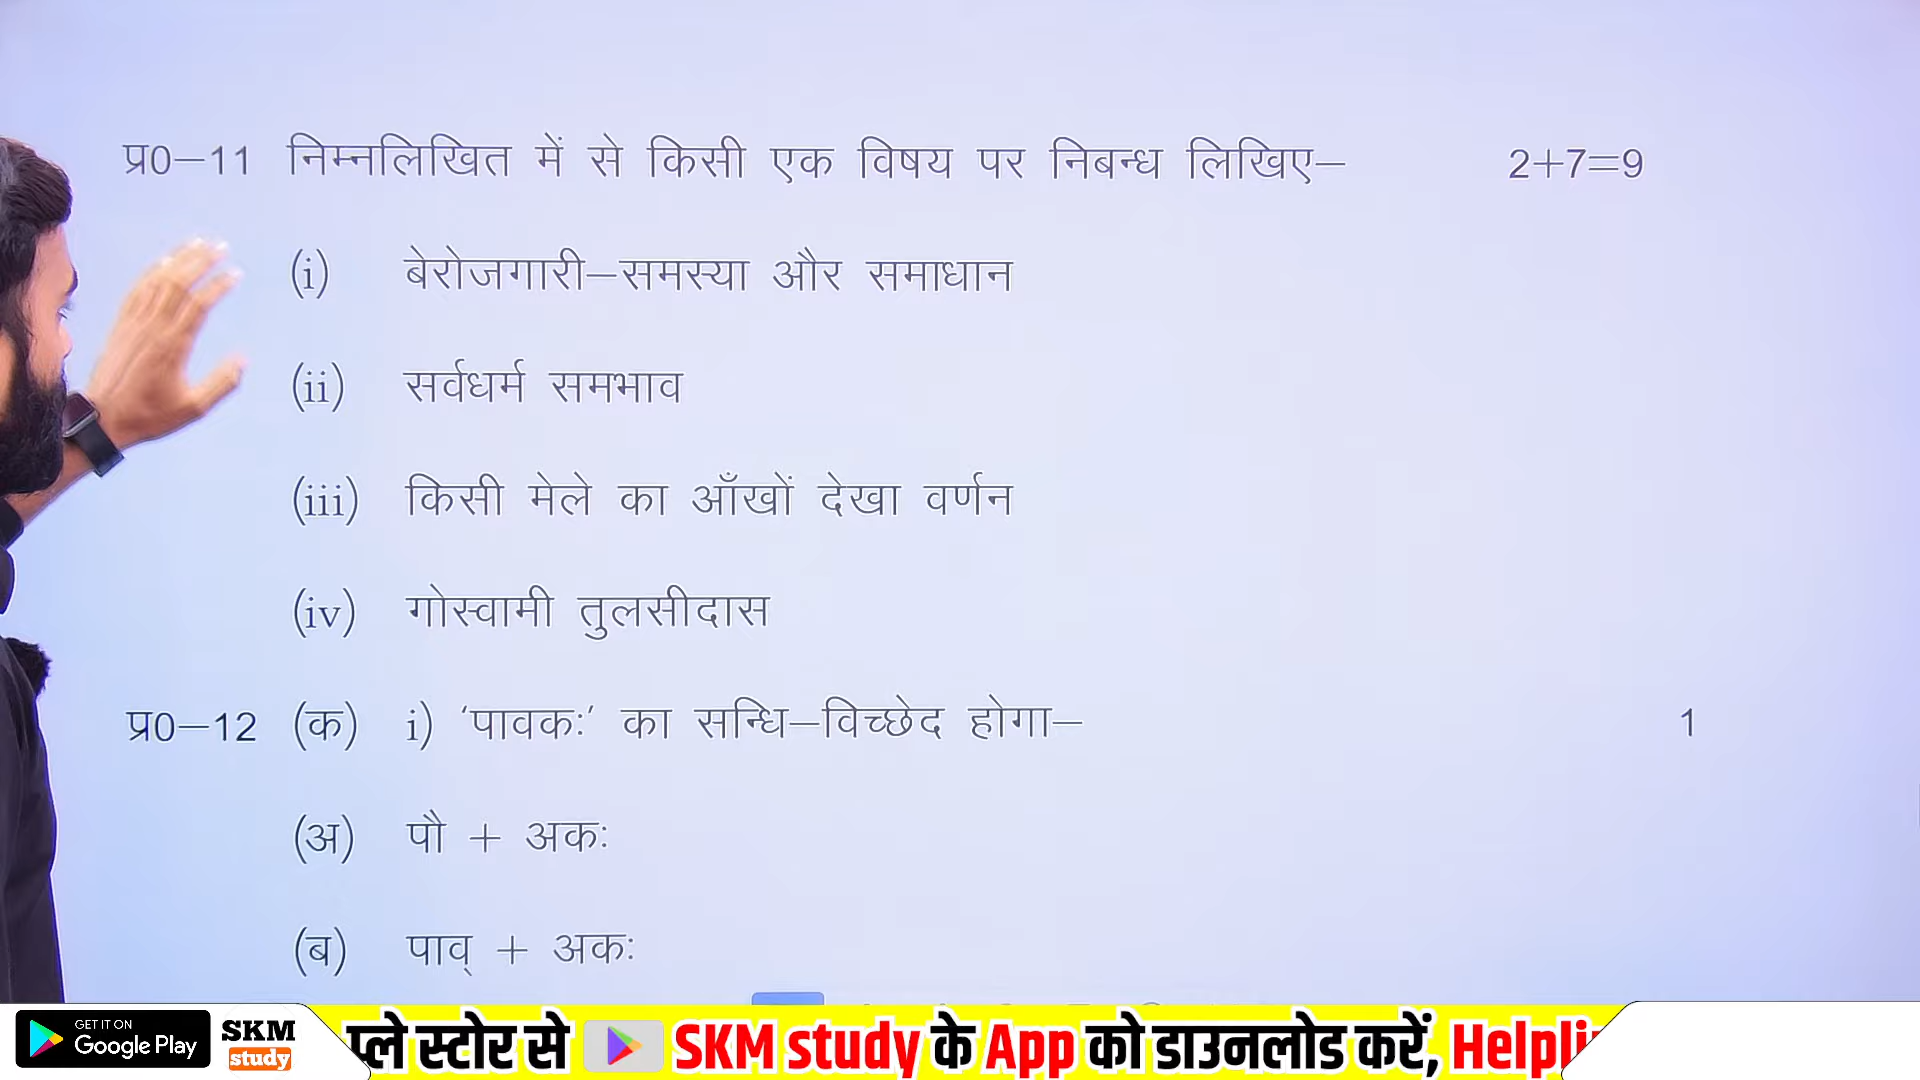 प्र0–11 निम्नलिखित में से किसी एक विषय पर निबन्ध लिखिए– 2+7=9
(i) बेरोजगारी–समस्या और समाधान
(ii) सर्वधर्म समभाव
(iii) किसी मेले का आँखों देखा वर्णन
(iv) गोस्वामी तुलसीदास
प्र0–12 (क) i) 'पावकः' का सन्धि–विच्छेद होगा– 1
(अ) पौ + अकः
(ब) पाव् + अकः
GET IT ON
Google Play
SKM
study
प्ले स्टोर से SKM study के App को डाउनलोड करें,